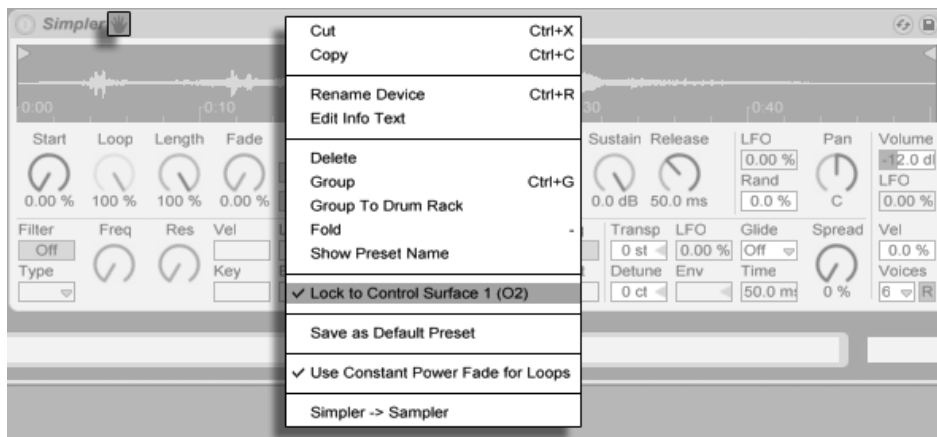 Simpler
Cut Ctrl+X
Copy Ctrl+C
Rename Device Ctrl+R
Edit Info Text
Delete
Group Ctrl+G
Group To Drum Rack
Fold -
Show Preset Name
✓ Lock to Control Surface 1 (O2)
Save as Default Preset
✓ Use Constant Power Fade for Loops
Simpler -> Sampler
0:00 0:10 30 0:40
Start Loop Length Fade
0.00 % 100 % 100 % 0.00 %
Filter Freq Res Vel
Off
Type Key
Sustain Release
0.0 dB 50.0 ms
LFO Pan Volume
0.00 % -12.0 d
Rand LFO
0.0 % C 0.00 %
Transp LFO Glide Spread Vel
0 st 0.00 % Off 0.0 %
Detune Env Time Voices
0 ct 50.0 m 0 % 6 R